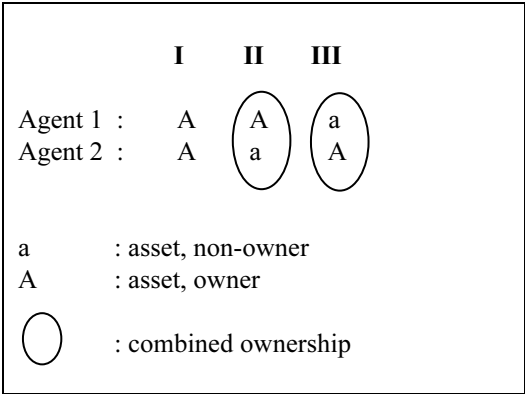 I II III
Agent 1 : A A a
Agent 2 : A a A
a : asset, non-owner
A : asset, owner
: combined ownership